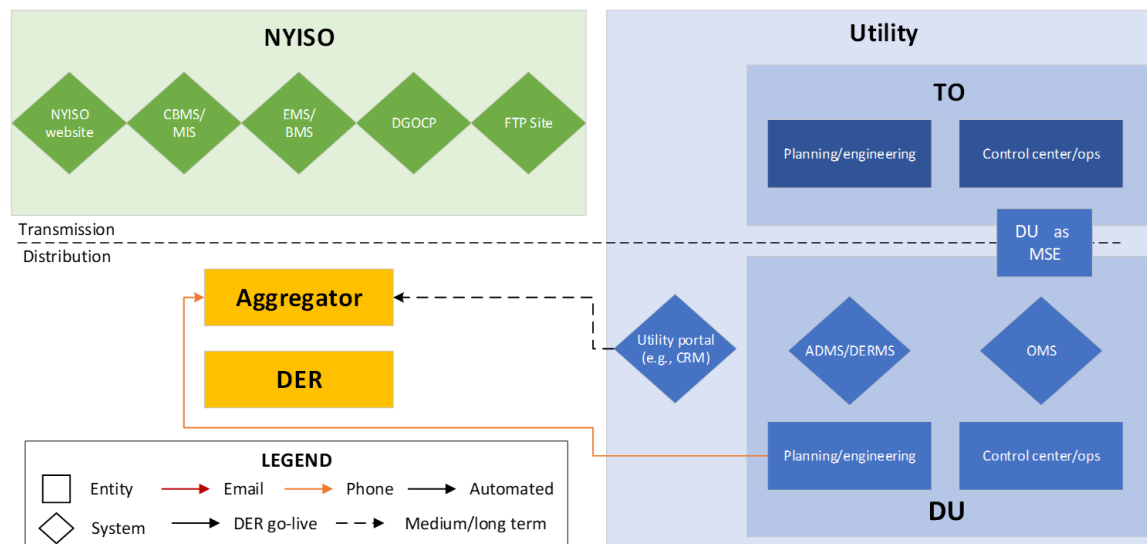 NYISO
NYISO
website
CBMS/
MIS
EMS/
BMS
DGOCP
FTP Site
Utility
TO
Planning/engineering
Control center/ops
Transmission
Distribution
DU as
MSE
Aggregator
DER
Utility portal
(e.g., CRM)
ADMS/DERMS
OMS
Planning/engineering
Control center/ops
DU
LEGEND
Entity Email Phone Automated
System DER go-live Medium/long term